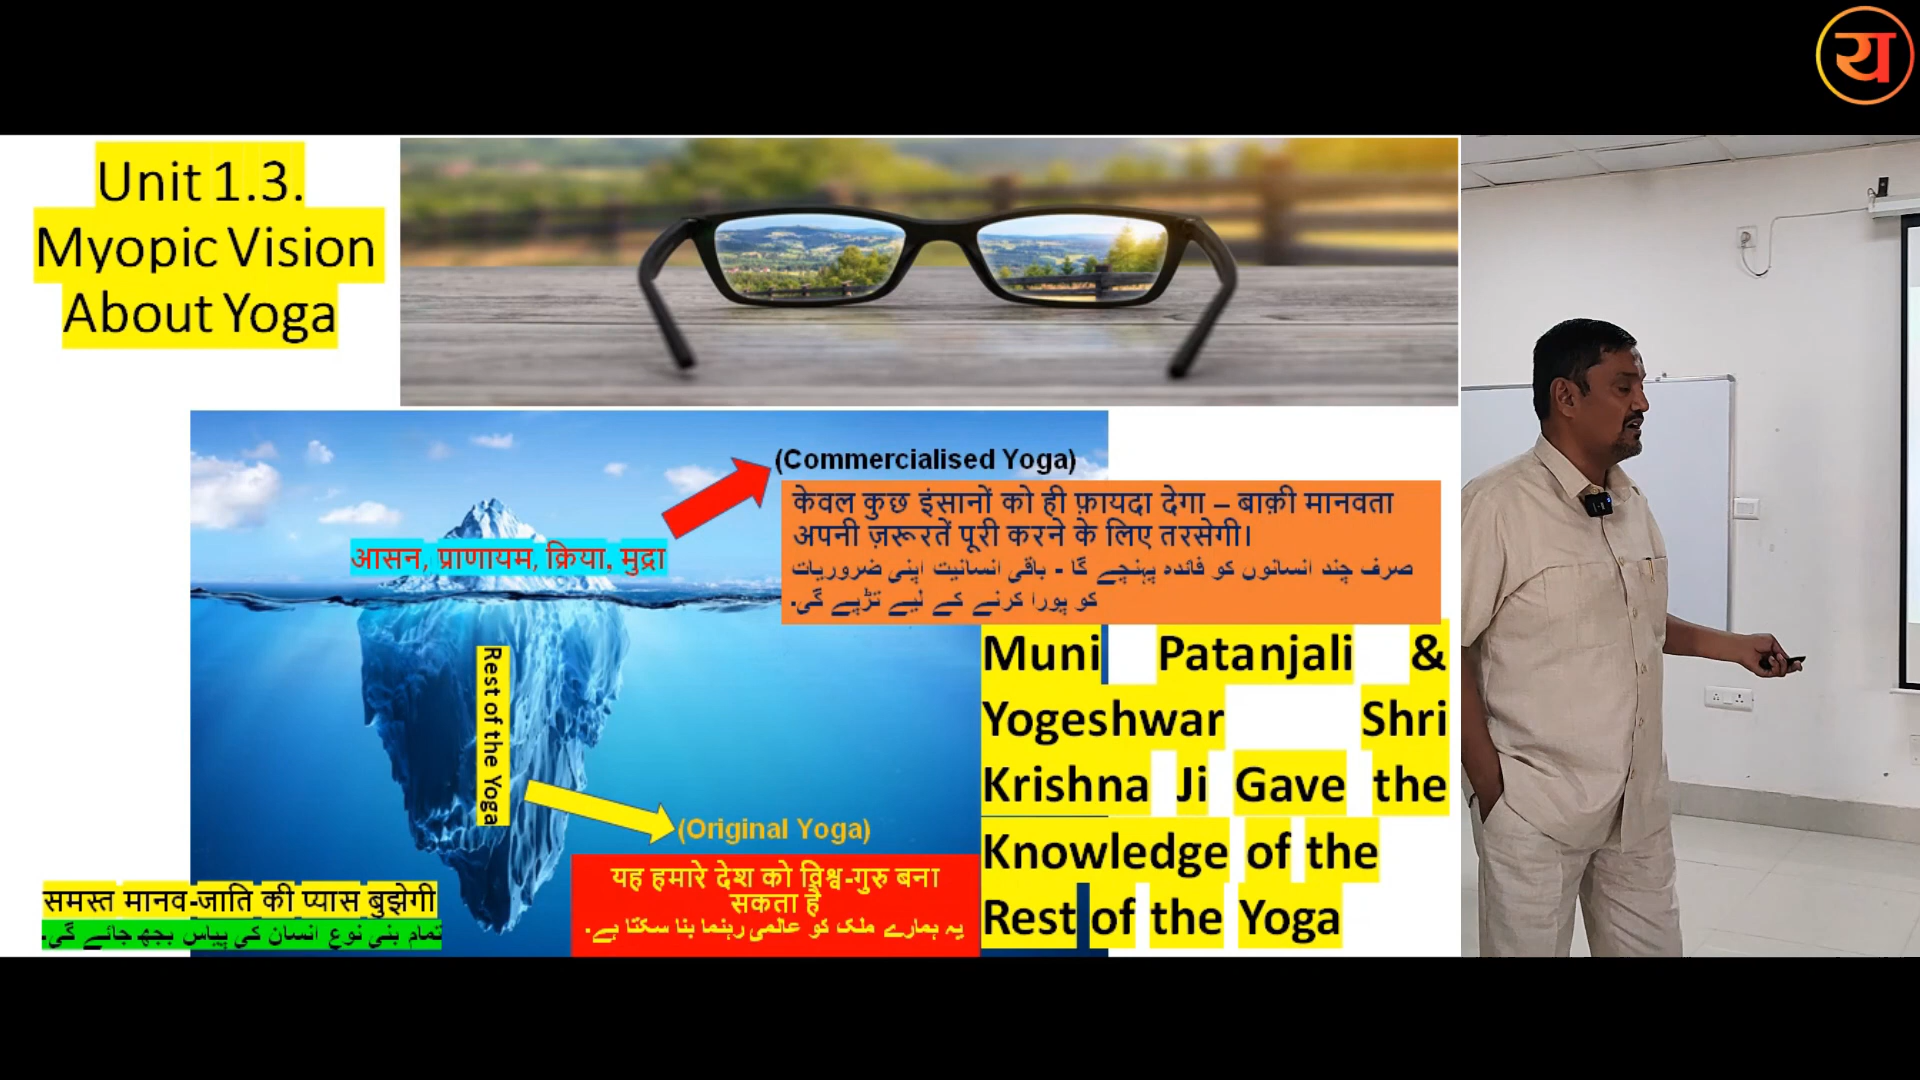 य
Unit 1.3.
Myopic Vision
About Yoga
(Commercialised Yoga)
केवल कुछ इंसानों को ही फ़ायदा देगा – बाक़ी मानवता
अपनी ज़रूरतें पूरी करने के लिए तरसेगी।
صرف چند انسانوں کو فائدہ پہنچے گا - باقی انسانیت اپنی ضروریات
کو پورا کرنے کے لیے تڑپے گی۔
आसन, प्राणायम, क्रिया, मुद्रा
Rest of the Yoga
Muni Patanjali &
Yogeshwar Shri
Krishna Ji Gave the
Knowledge of the
Rest of the Yoga
(Original Yoga)
यह हमारे देश को विश्व-गुरु बना
सकता है
یہ ہمارے ملک کو عالمی رہنما بنا سکتا ہے۔
समस्त मानव-जाति की प्यास बुझेगी
تمام بنی نوع انسان کی پیاس بجھ جائے گی۔